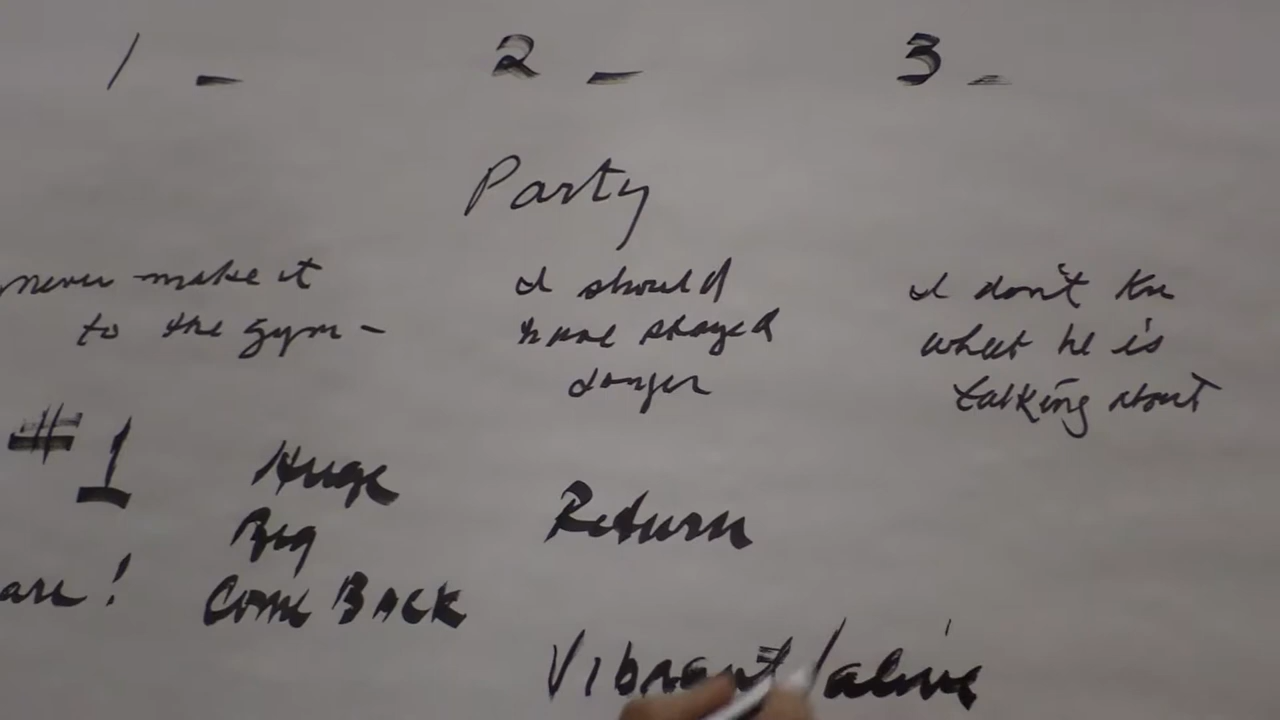 1 - 2 - 3 -
Party
never make it
to the gym -
I should
have stayed
longer
I don't Kn
what he is
talking about
#1
are!
Huge
Big
Come BACK
Return
Vibrant/alive